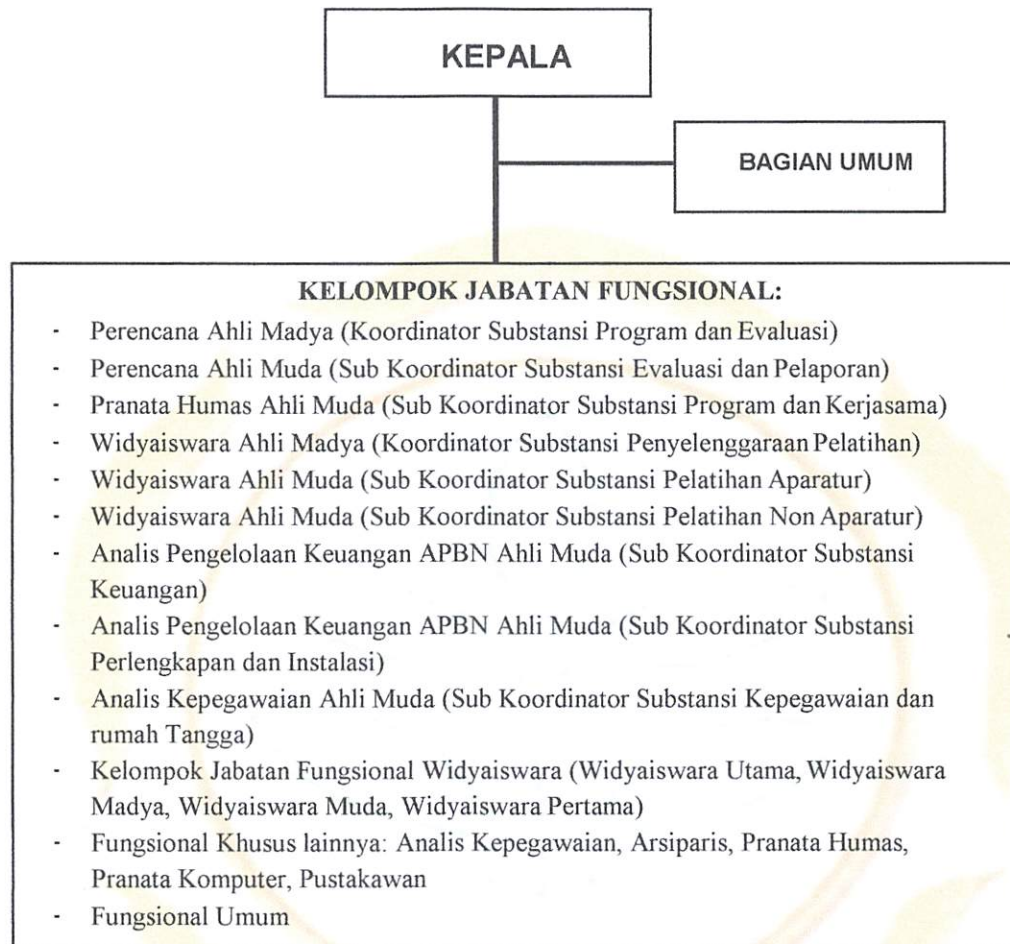 KEPALA
BAGIAN UMUM
KELOMPOK JABATAN FUNGSIONAL:
- Perencana Ahli Madya (Koordinator Substansi Program dan Evaluasi)
- Perencana Ahli Muda (Sub Koordinator Substansi Evaluasi dan Pelaporan)
- Pranata Humas Ahli Muda (Sub Koordinator Substansi Program dan Kerjasama)
- Widyaiswara Ahli Madya (Koordinator Substansi Penyelenggaraan Pelatihan)
- Widyaiswara Ahli Muda (Sub Koordinator Substansi Pelatihan Aparatur)
- Widyaiswara Ahli Muda (Sub Koordinator Substansi Pelatihan Non Aparatur)
- Analis Pengelolaan Keuangan APBN Ahli Muda (Sub Koordinator Substansi
Keuangan)
- Analis Pengelolaan Keuangan APBN Ahli Muda (Sub Koordinator Substansi
Perlengkapan dan Instalasi)
- Analis Kepegawaian Ahli Muda (Sub Koordinator Substansi Kepegawaian dan
rumah Tangga)
- Kelompok Jabatan Fungsional Widyaiswara (Widyaiswara Utama, Widyaiswara
Madya, Widyaiswara Muda, Widyaiswara Pertama)
- Fungsional Khusus lainnya: Analis Kepegawaian, Arsiparis, Pranata Humas,
Pranata Komputer, Pustakawan
- Fungsional Umum